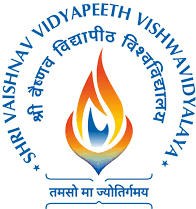 SHRI VAISHNAV VIDYAPEETH VISHWAVIDYALAYA
श्री वैष्णव विद्यापीठ विश्वविद्यालय
तमसो मा ज्योतिर्गमय